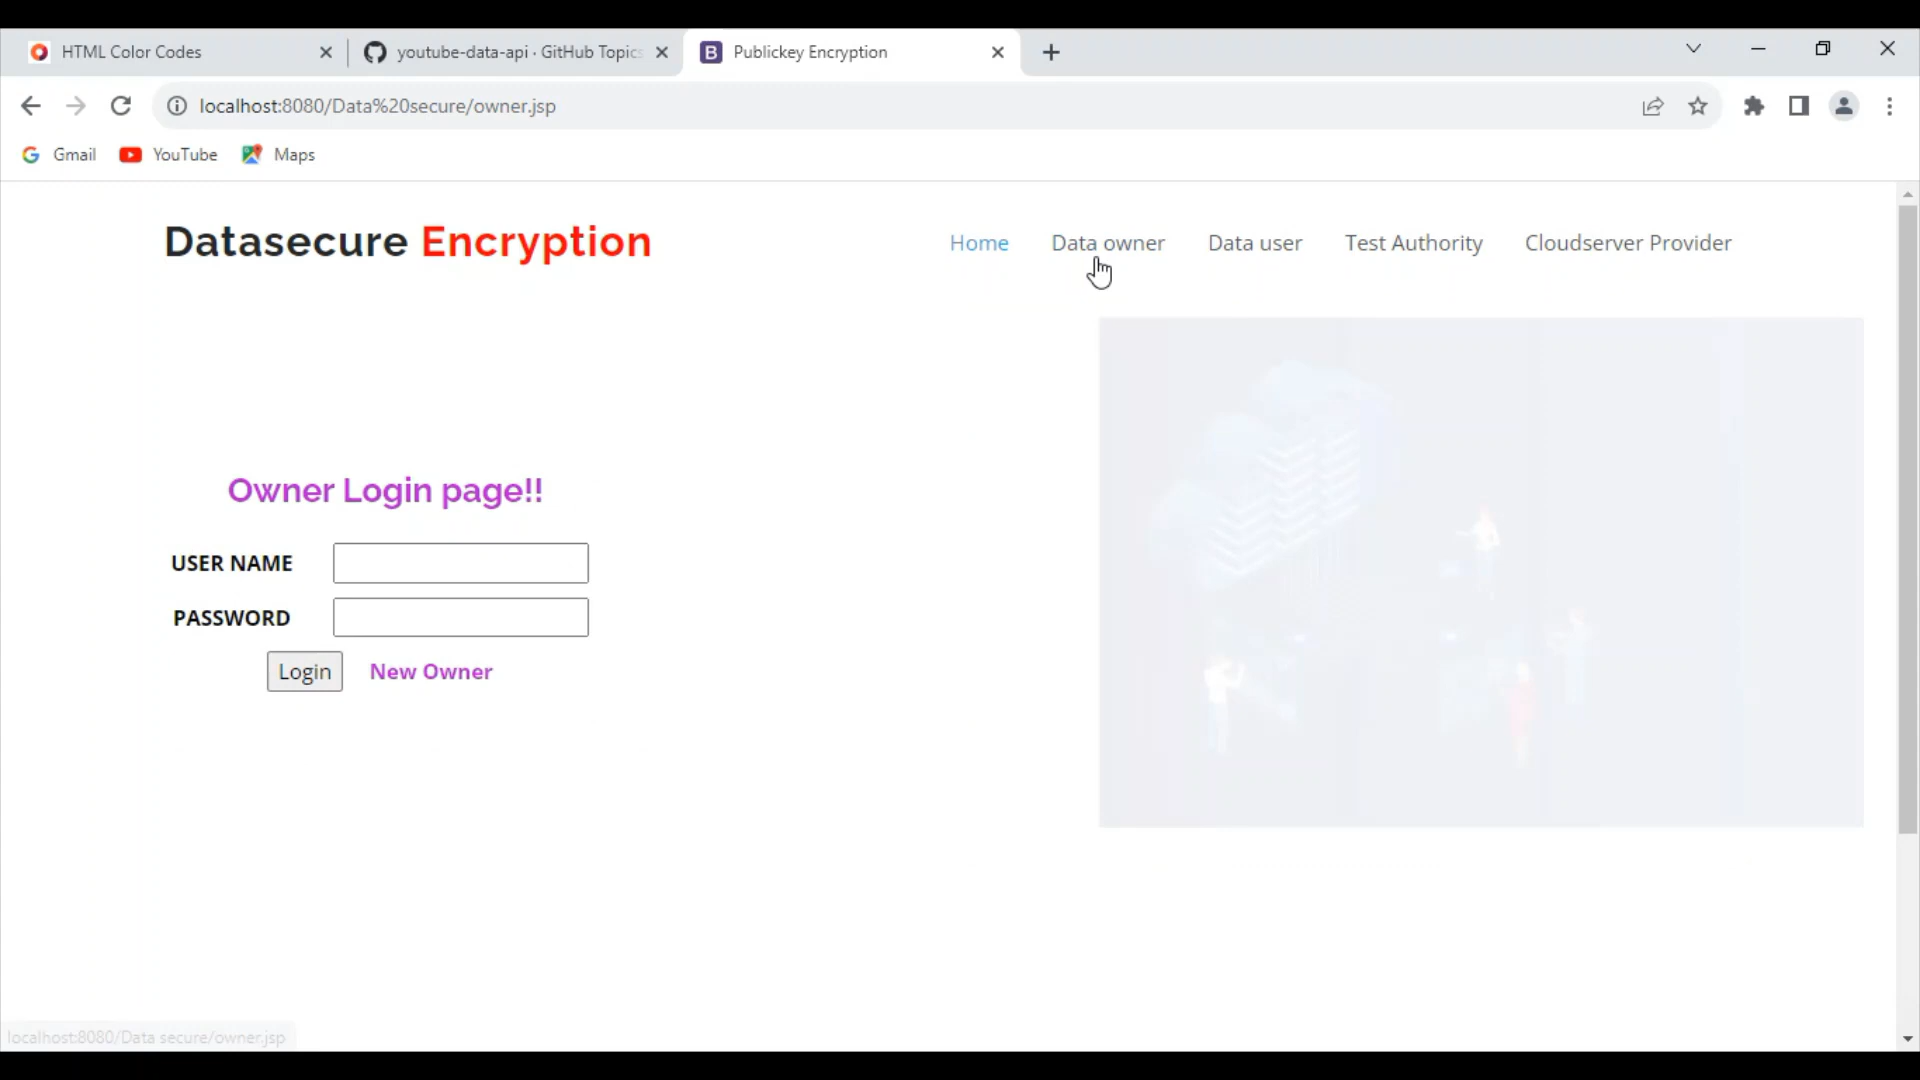 HTML Color Codes
youtube-data-api · GitHub Topics
Publickey Encryption
localhost:8080/Data%20secure/owner.jsp
Gmail
YouTube
Maps
Datasecure Encryption
Home
Data owner
Data user
Test Authority
Cloudserver Provider
Owner Login page!!
USER NAME
PASSWORD
Login
New Owner
localhost:8080/Data secure/owner.jsp